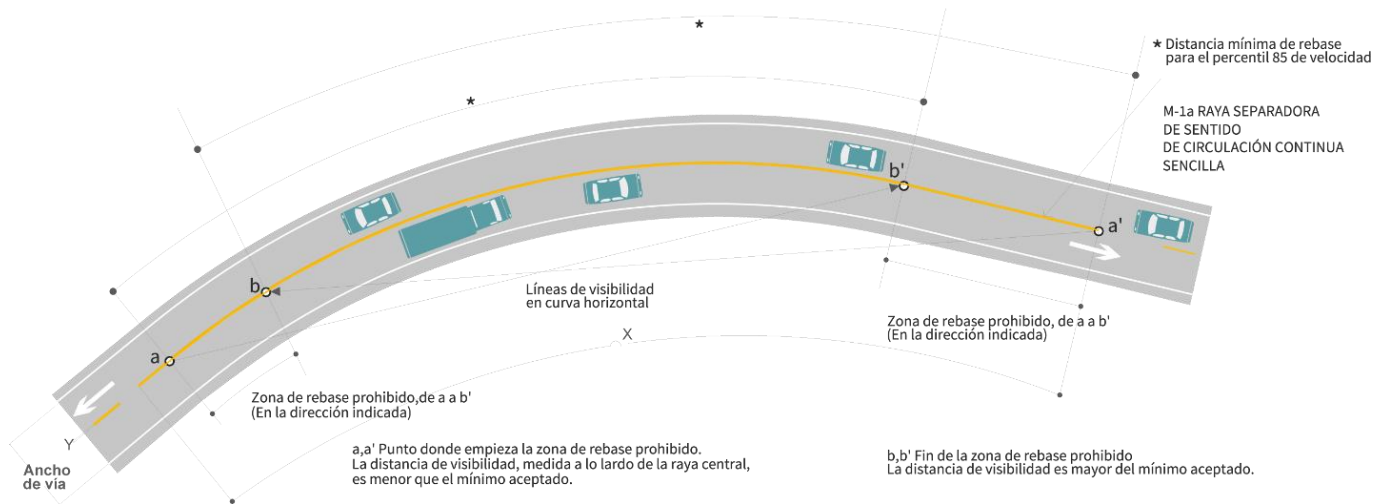 *
* Distancia mínima de rebase
para el percentil 85 de velocidad
*
M-1a RAYA SEPARADORA
DE SENTIDO
DE CIRCULACIÓN CONTINUA
SENCILLA
b'
a'
b
a
Líneas de visibilidad
en curva horizontal
X
Zona de rebase prohibido, de a a b'
(En la dirección indicada)
Zona de rebase prohibido,de a a b'
(En la dirección indicada)
Y
Ancho
de vía
a,a' Punto donde empieza la zona de rebase prohibido.
La distancia de visibilidad, medida a lo lardo de la raya central,
es menor que el mínimo aceptado.
b,b' Fin de la zona de rebase prohibido
La distancia de visibilidad es mayor del mínimo aceptado.